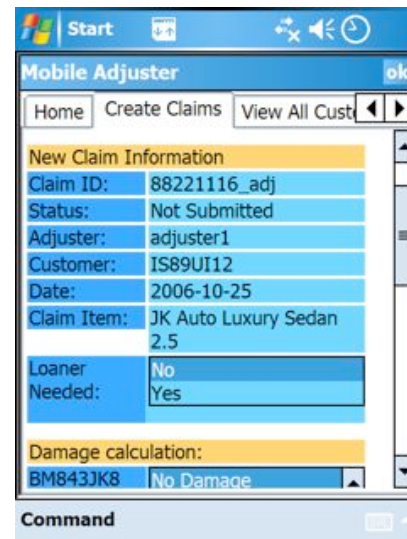 Start
Mobile Adjuster ok
Home Create Claims View All Cust
New Claim Information
Claim ID: 88221116_adj
Status: Not Submitted
Adjuster: adjuster1
Customer: IS89UI12
Date: 2006-10-25
Claim Item: JK Auto Luxury Sedan
2.5
Loaner No
Needed: Yes
Damage calculation:
BM843JK8 No Damage
Command